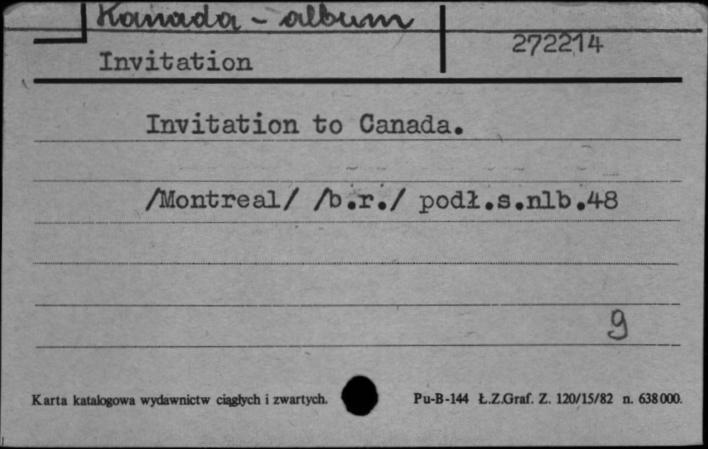 Kanada - album
Invitation
272214
Invitation to Canada.
/Montreal/ /b.r./ podł.s.nlb.48
9
Karta katalogowa wydawnictw ciągłych i zwartych.
Pu-B-144 Ł.Z.Graf. Z. 120/15/82 n. 638000.